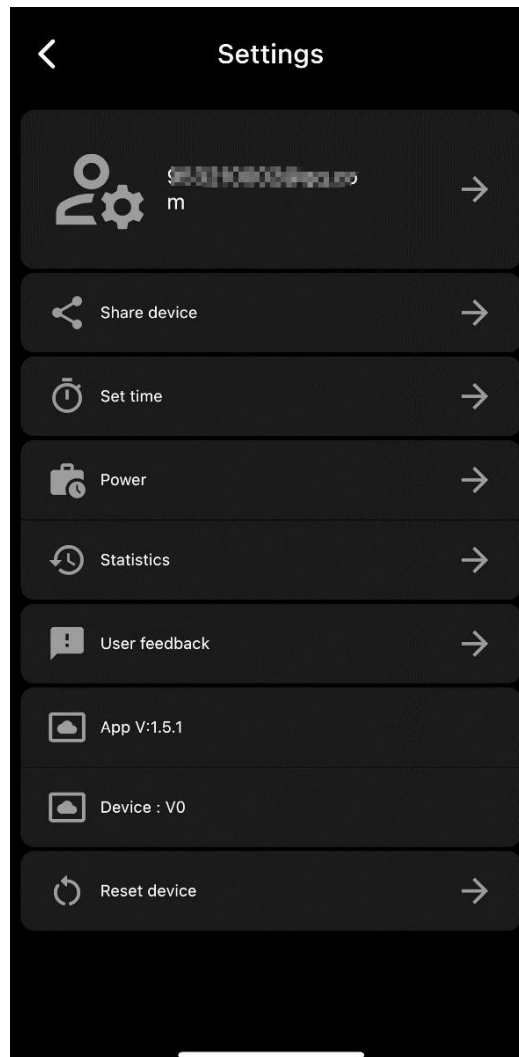 Settings
m
Share device
Set time
Power
Statistics
User feedback
App V:1.5.1
Device : V0
Reset device